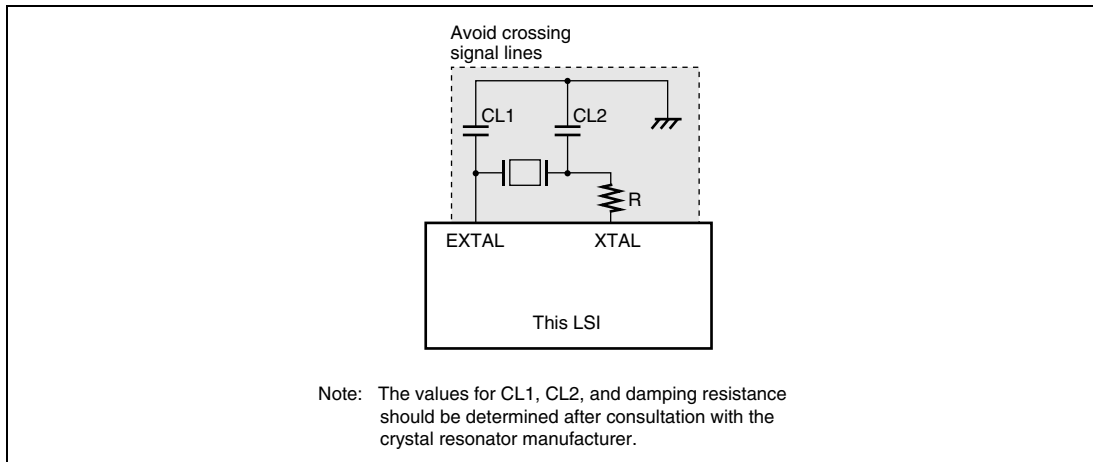 Avoid crossing
signal lines
CL1
CL2
R
EXTAL
XTAL
This LSI
Note: The values for CL1, CL2, and damping resistance
should be determined after consultation with the
crystal resonator manufacturer.